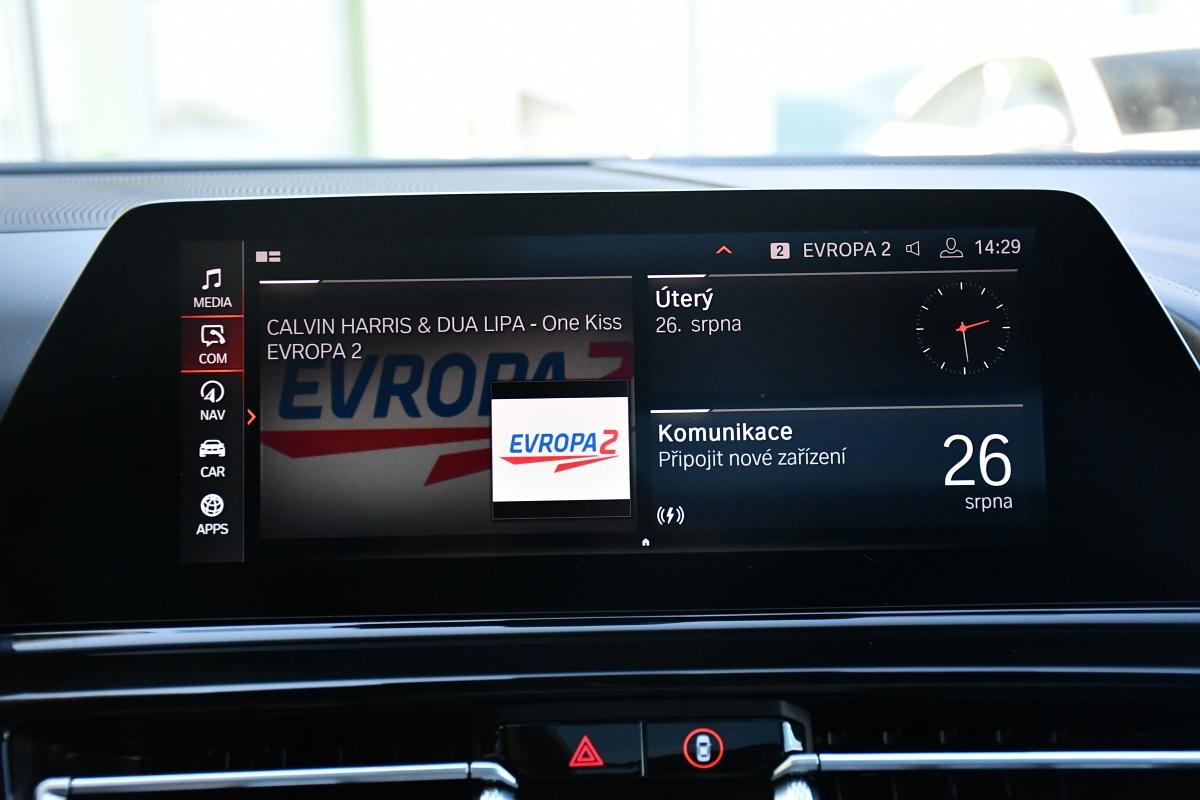 2 EVROPA 2 14:29
MEDIA
COM
NAV
CAR
APPS
CALVIN HARRIS & DUA LIPA - One Kiss
EVROPA 2
EVROPA 2
EVROPA 2
Úterý
26. srpna
Komunikace
Připojit nové zařízení
26
srpna